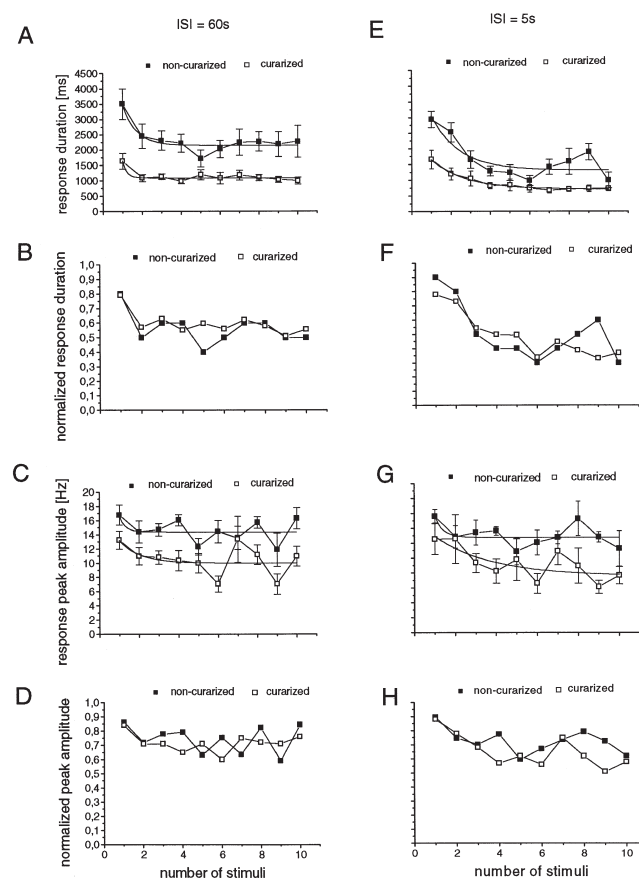 ISI = 60s
ISI = 5s
A
non-curarized
curarized
response duration [ms]
4500
4000
3500
3000
2500
2000
1500
1000
500
0
E
non-curarized
curarized
B
non-curarized
curarized
normalized response duration
1,0
0,9
0,8
0,7
0,6
0,5
0,4
0,3
0,2
0,1
0,0
F
non-curarized
curarized
C
non-curarized
curarized
response peak amplitude [Hz]
20
18
16
14
12
10
8
6
4
2
0
G
non-curarized
curarized
D
non-curarized
curarized
normalized peak amplitude
1,0
0,9
0,8
0,7
0,6
0,5
0,4
0,3
0,2
0,1
0,0
0 2 4 6 8 10
number of stimuli
H
non-curarized
curarized
0 2 4 6 8 10
number of stimuli